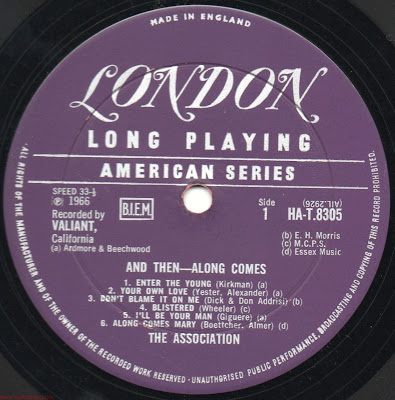 MADE IN ENGLAND
LONDON
LONG PLAYING
AMERICAN SERIES
SPEED 33-⅓
℗ 1966
Recorded by
VALIANT,
California
(a) Ardmore & Beechwood
B.I.E.M.
Side
1
(A1L.2926)
HA-T.8305
(b) E. H. Morris
(c) M.C.P.S.
(d) Essex Music
AND THEN—ALONG COMES
1. ENTER THE YOUNG (Kirkman) (a)
2. YOUR OWN LOVE (Yester, Alexander) (a)
3. DON'T BLAME IT ON ME (Dick & Don Addrisi) (b)
4. BLISTERED (Wheeler) (c)
5. I'LL BE YOUR MAN (Giguere) (a)
6. ALONG COMES MARY (Boettcher, Almer) (d)
THE ASSOCIATION
ALL RIGHTS OF THE MANUFACTURER AND OF THE OWNER OF THE RECORDED WORK RESERVED · UNAUTHORISED PUBLIC PERFORMANCE, BROADCASTING AND COPYING OF THIS RECORD PROHIBITED.